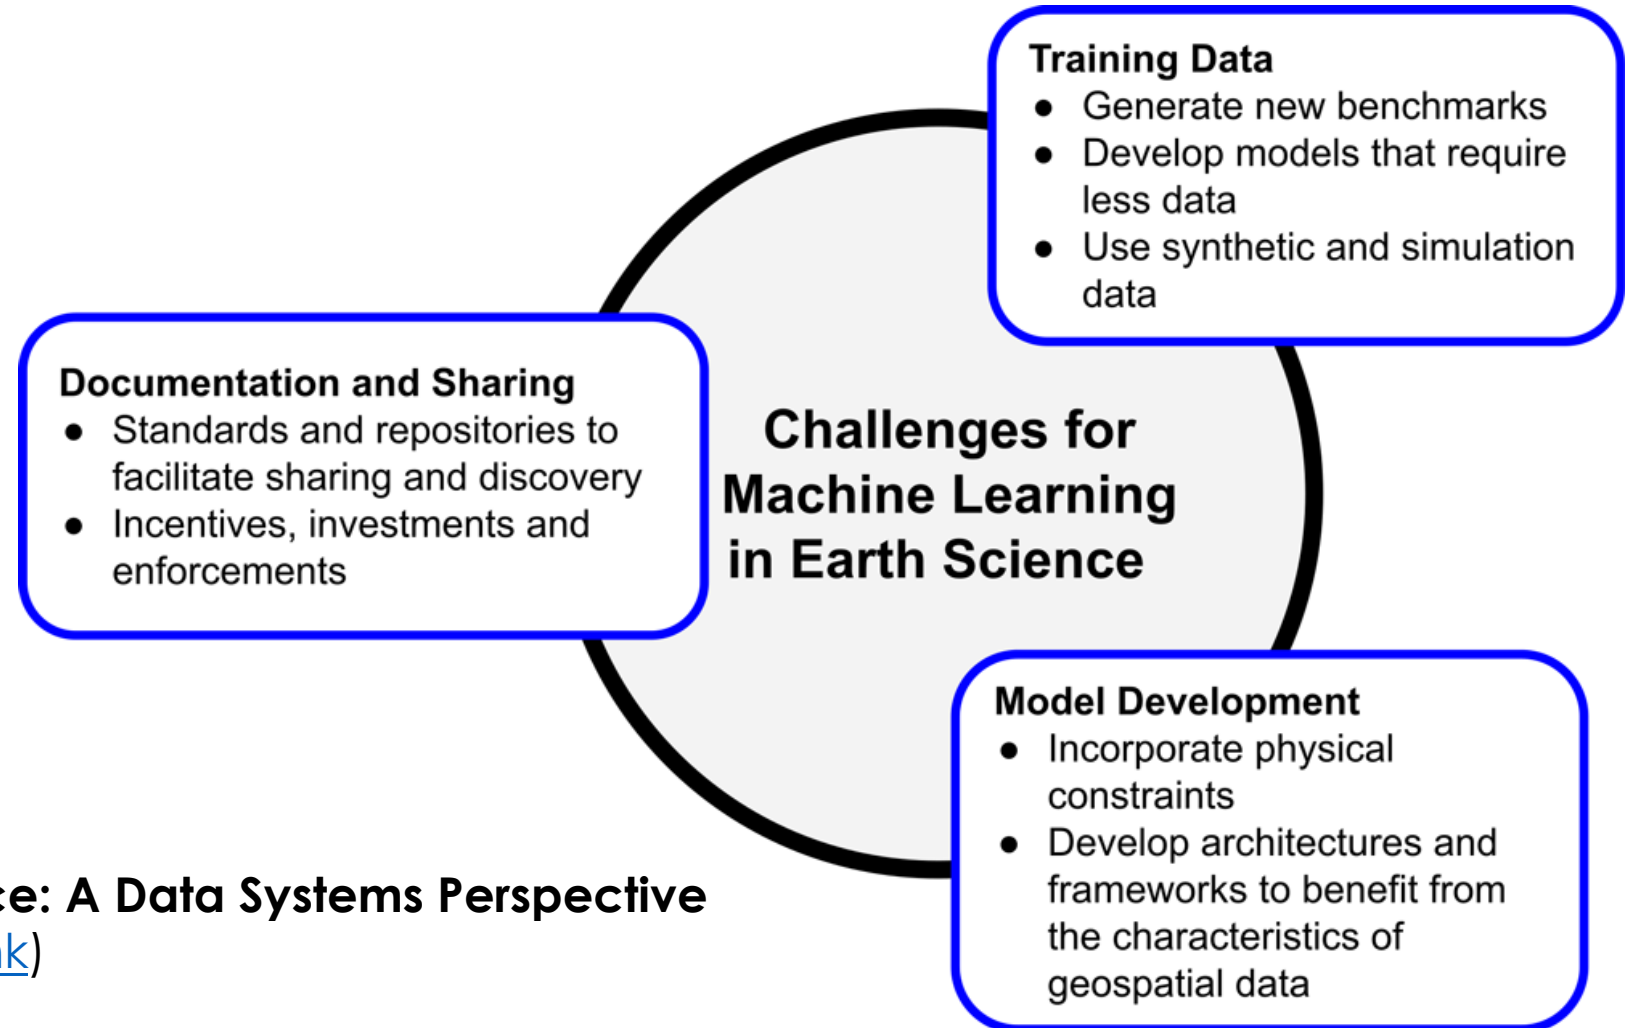 Training Data
● Generate new benchmarks
● Develop models that require
less data
● Use synthetic and simulation
data
Documentation and Sharing
● Standards and repositories to
facilitate sharing and discovery
● Incentives, investments and
enforcements
Challenges for
Machine Learning
in Earth Science
Model Development
● Incorporate physical
constraints
● Develop architectures and
frameworks to benefit from
the characteristics of
geospatial data
ce: A Data Systems Perspective
nk)